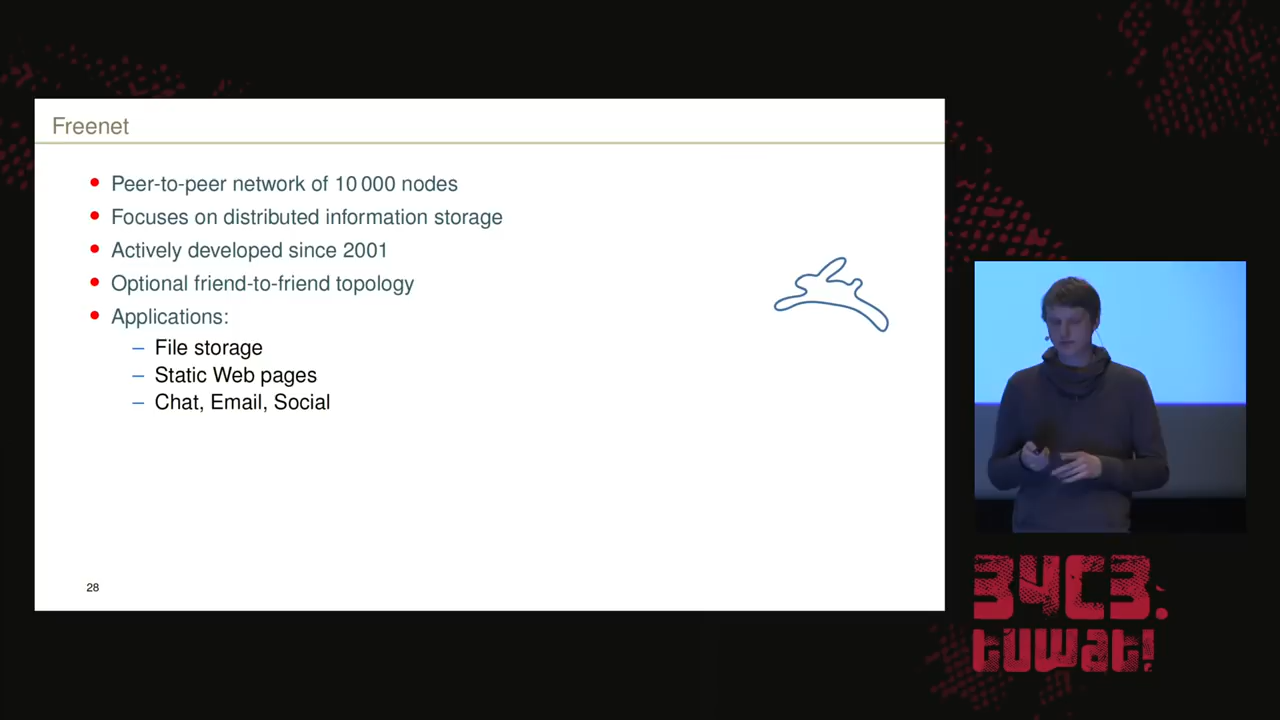 Freenet
• Peer-to-peer network of 10 000 nodes
• Focuses on distributed information storage
• Actively developed since 2001
• Optional friend-to-friend topology
• Applications:
– File storage
– Static Web pages
– Chat, Email, Social
28
34C3.
tuwat!